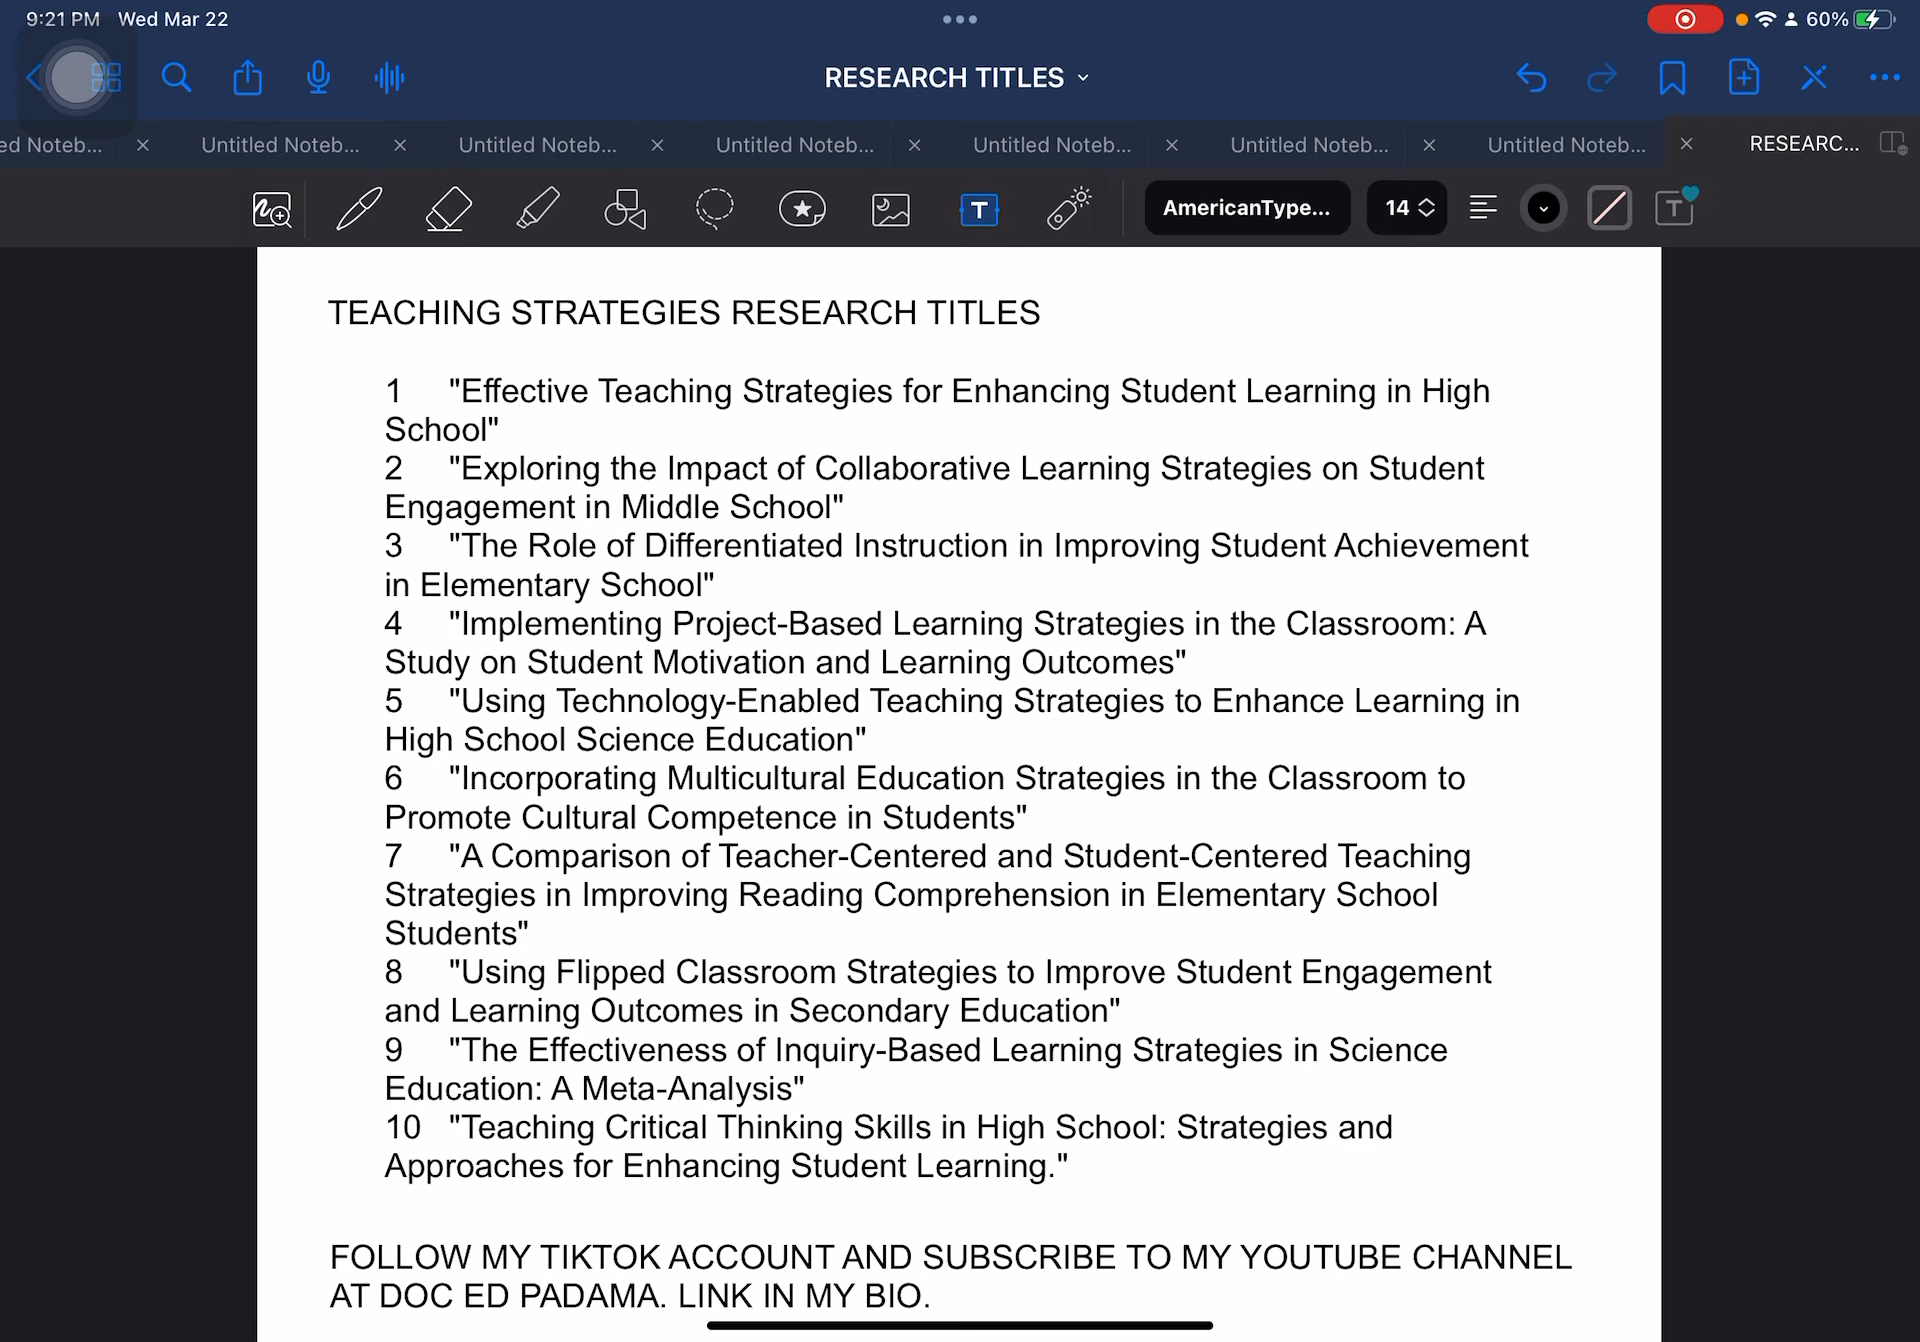 9:21 PM Wed Mar 22
60%
RESEARCH TITLES
ed Noteb...
Untitled Noteb...
Untitled Noteb...
Untitled Noteb...
Untitled Noteb...
Untitled Noteb...
Untitled Noteb...
RESEARC...
T
AmericanType...
14
T
TEACHING STRATEGIES RESEARCH TITLES
1 "Effective Teaching Strategies for Enhancing Student Learning in High
School"
2 "Exploring the Impact of Collaborative Learning Strategies on Student
Engagement in Middle School"
3 "The Role of Differentiated Instruction in Improving Student Achievement
in Elementary School"
4 "Implementing Project-Based Learning Strategies in the Classroom: A
Study on Student Motivation and Learning Outcomes"
5 "Using Technology-Enabled Teaching Strategies to Enhance Learning in
High School Science Education"
6 "Incorporating Multicultural Education Strategies in the Classroom to
Promote Cultural Competence in Students"
7 "A Comparison of Teacher-Centered and Student-Centered Teaching
Strategies in Improving Reading Comprehension in Elementary School
Students"
8 "Using Flipped Classroom Strategies to Improve Student Engagement
and Learning Outcomes in Secondary Education"
9 "The Effectiveness of Inquiry-Based Learning Strategies in Science
Education: A Meta-Analysis"
10 "Teaching Critical Thinking Skills in High School: Strategies and
Approaches for Enhancing Student Learning."
FOLLOW MY TIKTOK ACCOUNT AND SUBSCRIBE TO MY YOUTUBE CHANNEL
AT DOC ED PADAMA. LINK IN MY BIO.